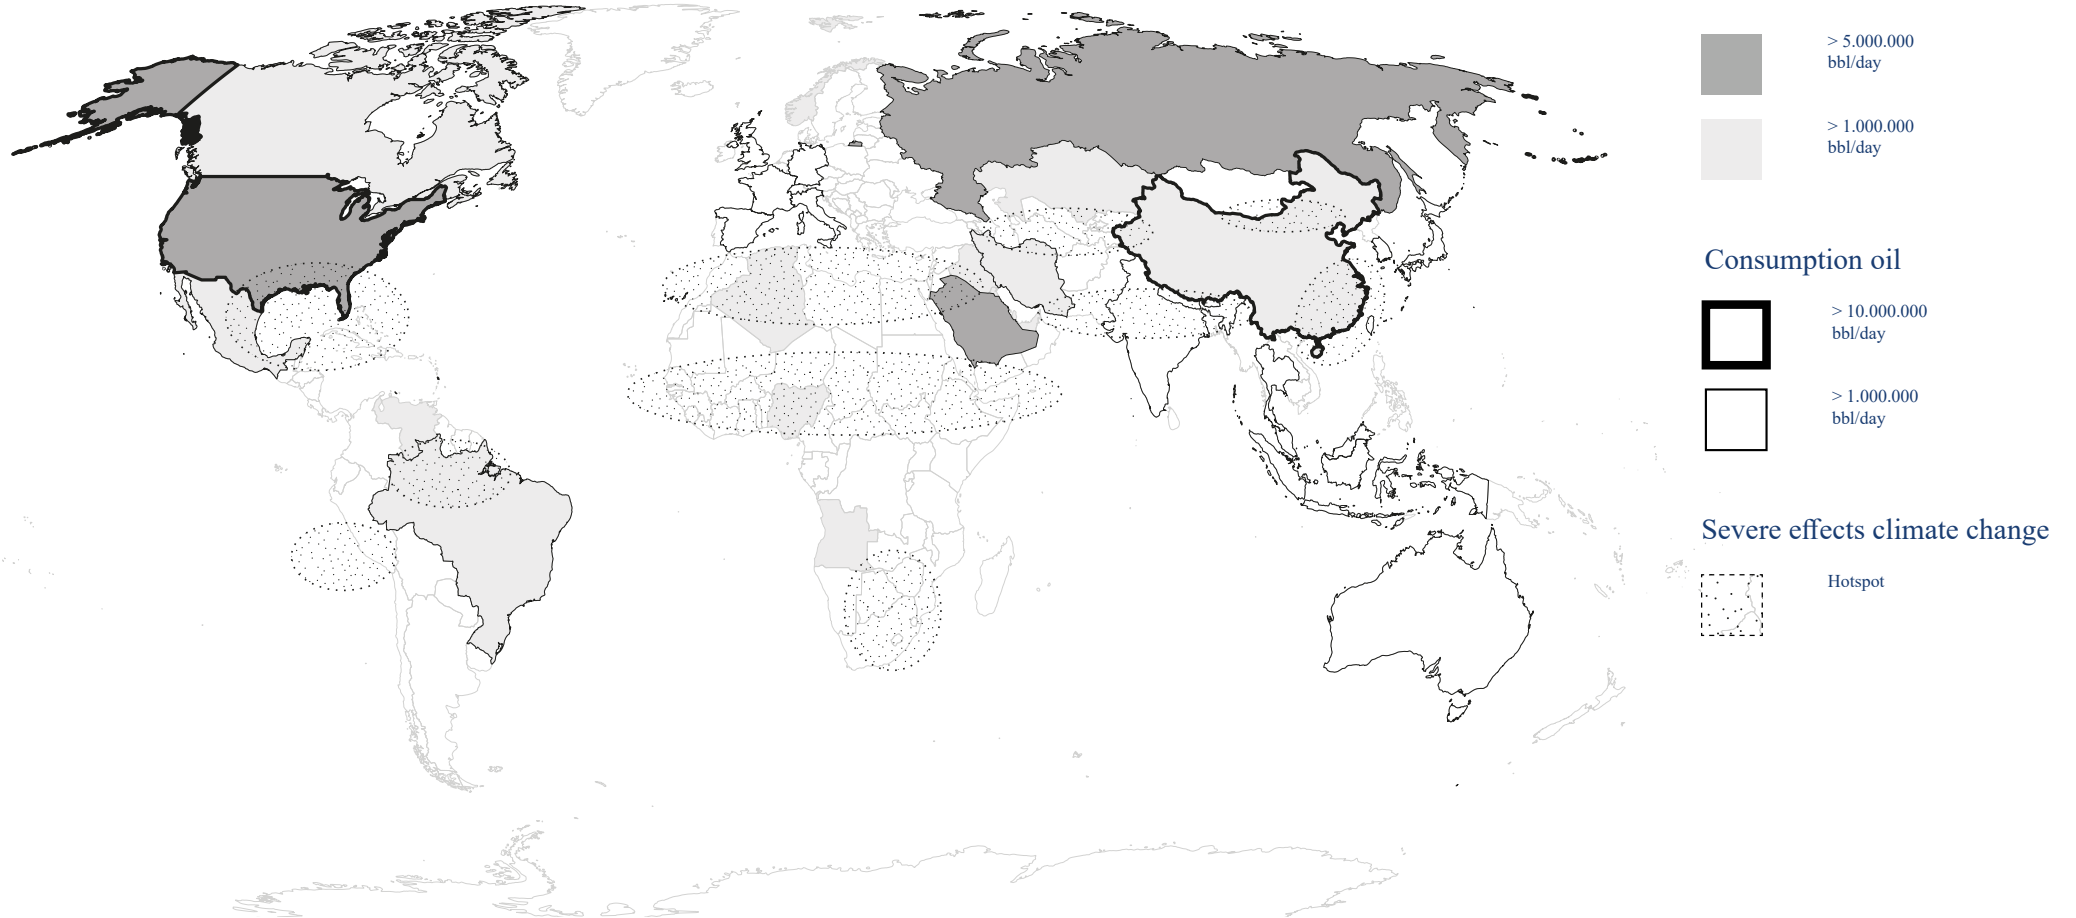 > 5.000.000
bbl/day
> 1.000.000
bbl/day
Consumption oil
> 10.000.000
bbl/day
> 1.000.000
bbl/day
Severe effects climate change
Hotspot